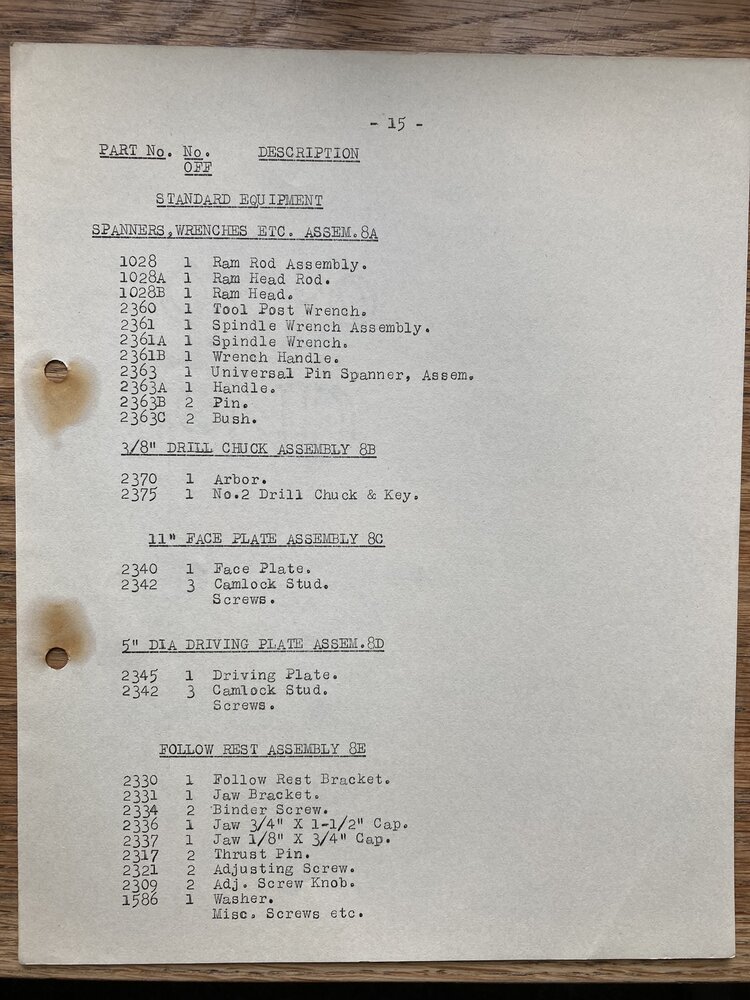 - 15 -
PART No. No. DESCRIPTION
OFF
STANDARD EQUIPMENT
SPANNERS,WRENCHES ETC. ASSEM.8A
1028 1 Ram Rod Assembly.
1028A 1 Ram Head Rod.
1028B 1 Ram Head.
2360 1 Tool Post Wrench.
2361 1 Spindle Wrench Assembly.
2361A 1 Spindle Wrench.
2361B 1 Wrench Handle.
2363 1 Universal Pin Spanner, Assem.
2363A 1 Handle.
2363B 2 Pin.
2363C 2 Bush.
3/8" DRILL CHUCK ASSEMBLY 8B
2370 1 Arbor.
2375 1 No.2 Drill Chuck & Key.
11" FACE PLATE ASSEMBLY 8C
2340 1 Face Plate.
2342 3 Camlock Stud.
Screws.
5" DIA DRIVING PLATE ASSEM.8D
2345 1 Driving Plate.
2342 3 Camlock Stud.
Screws.
FOLLOW REST ASSEMBLY 8E
2330 1 Follow Rest Bracket.
2331 1 Jaw Bracket.
2334 2 Binder Screw.
2336 1 Jaw 3/4" X 1-1/2" Cap.
2337 1 Jaw 1/8" X 3/4" Cap.
2317 2 Thrust Pin.
2321 2 Adjusting Screw.
2309 2 Adj. Screw Knob.
1586 1 Washer.
Misc. Screws etc.